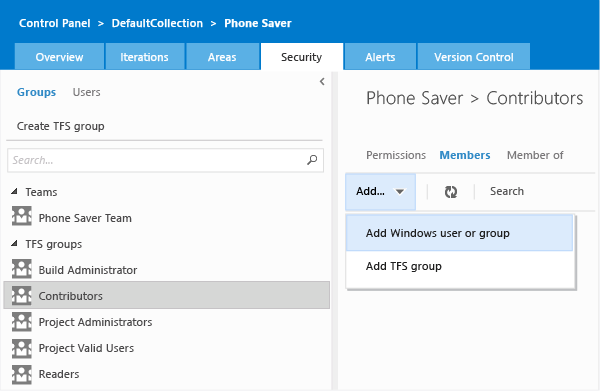 Control Panel > DefaultCollection > Phone Saver
Overview Iterations Areas Security Alerts Version Control
Groups Users
Create TFS group
Search...
Teams
Phone Saver Team
TFS groups
Build Administrator
Contributors
Project Administrators
Project Valid Users
Readers
Phone Saver > Contributors
Permissions Members Member of
Add... Search
Add Windows user or group
Add TFS group